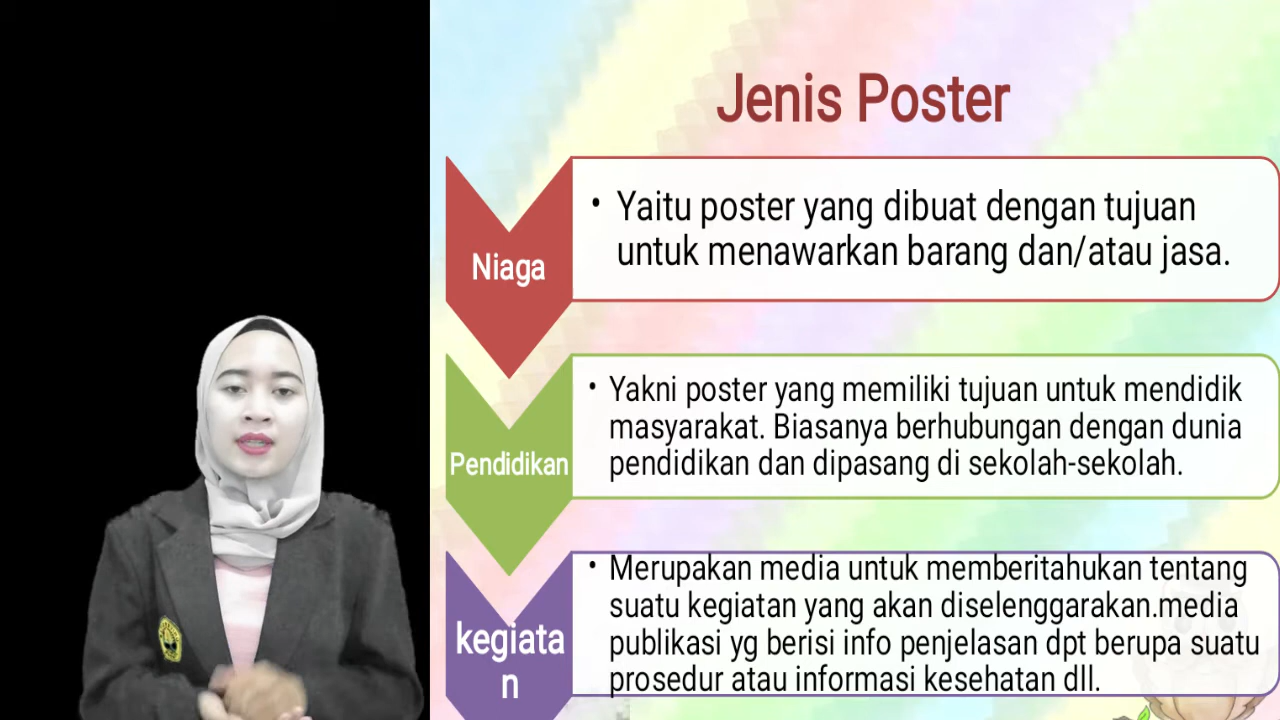 Jenis Poster
Niaga
• Yaitu poster yang dibuat dengan tujuan
untuk menawarkan barang dan/atau jasa.
Pendidikan
• Yakni poster yang memiliki tujuan untuk mendidik
masyarakat. Biasanya berhubungan dengan dunia
pendidikan dan dipasang di sekolah-sekolah.
kegiata
n
• Merupakan media untuk memberitahukan tentang
suatu kegiatan yang akan diselenggarakan.media
publikasi yg berisi info penjelasan dpt berupa suatu
prosedur atau informasi kesehatan dll.